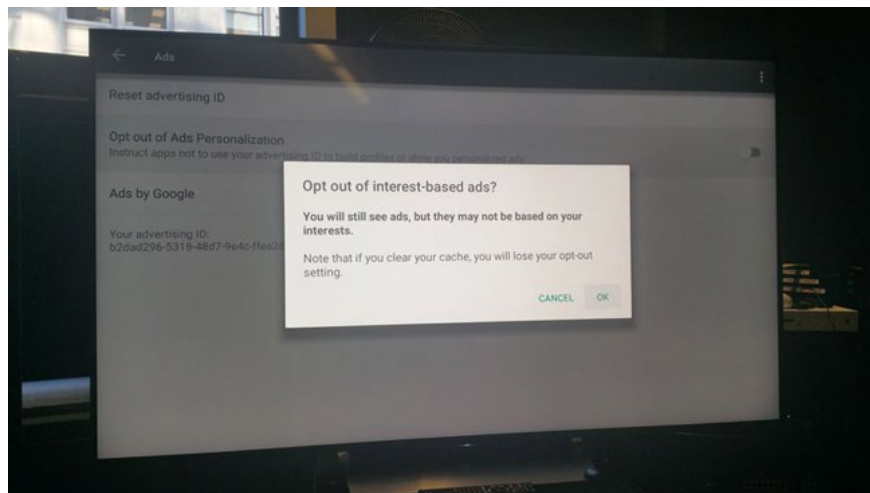 Ads
Reset advertising ID
Opt out of Ads Personalization
Instruct apps not to use your advertising ID to build profiles or show you personalized ads.
Ads by Google
Your advertising ID:
b2dad296-5318-48d7-9e4c-ffea2d
Opt out of interest-based ads?
You will still see ads, but they may not be based on your
interests.
Note that if you clear your cache, you will lose your opt-out
setting.
CANCEL OK